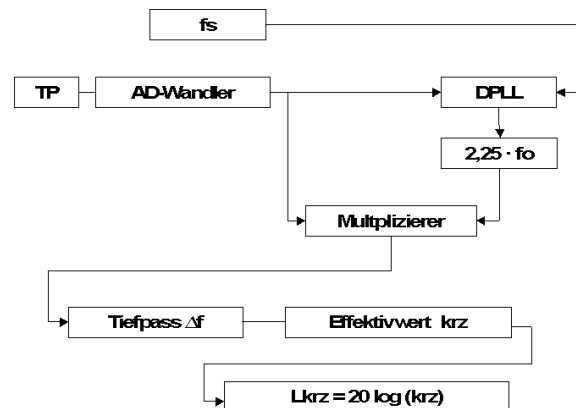 fs
TP
AD-Wandler
DPLL
2,25 · fo
Multplizierer
Tiefpass Δf
Effektivwert krz
Lkrz = 20 log (krz)